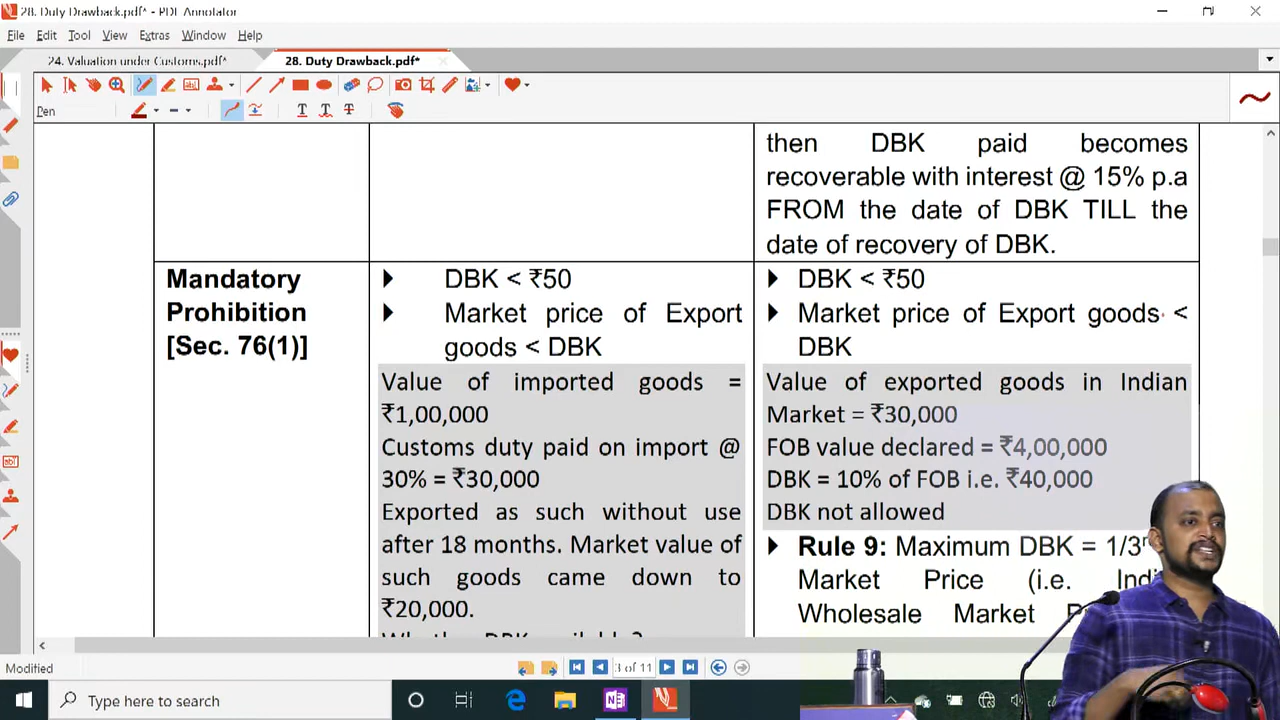 28. Duty Drawback.pdf* - PDF Annotator
File Edit Tool View Extras Window Help
24. Valuation under Customs.pdf* 28. Duty Drawback.pdf*
Pen
then DBK paid becomes
recoverable with interest @ 15% p.a
FROM the date of DBK TILL the
date of recovery of DBK.
Mandatory
Prohibition
[Sec. 76(1)]
DBK < ₹50
Market price of Export
goods < DBK
Value of imported goods =
₹1,00,000
Customs duty paid on import @
30% = ₹30,000
Exported as such without use
after 18 months. Market value of
such goods came down to
₹20,000.
DBK < ₹50
Market price of Export goods <
DBK
Value of exported goods in Indian
Market = ₹30,000
FOB value declared = ₹4,00,000
DBK = 10% of FOB i.e. ₹40,000
DBK not allowed
Rule 9: Maximum DBK = 1/3
Market Price (i.e.
Wholesale Market
Modified
3 of 11
Type here to search